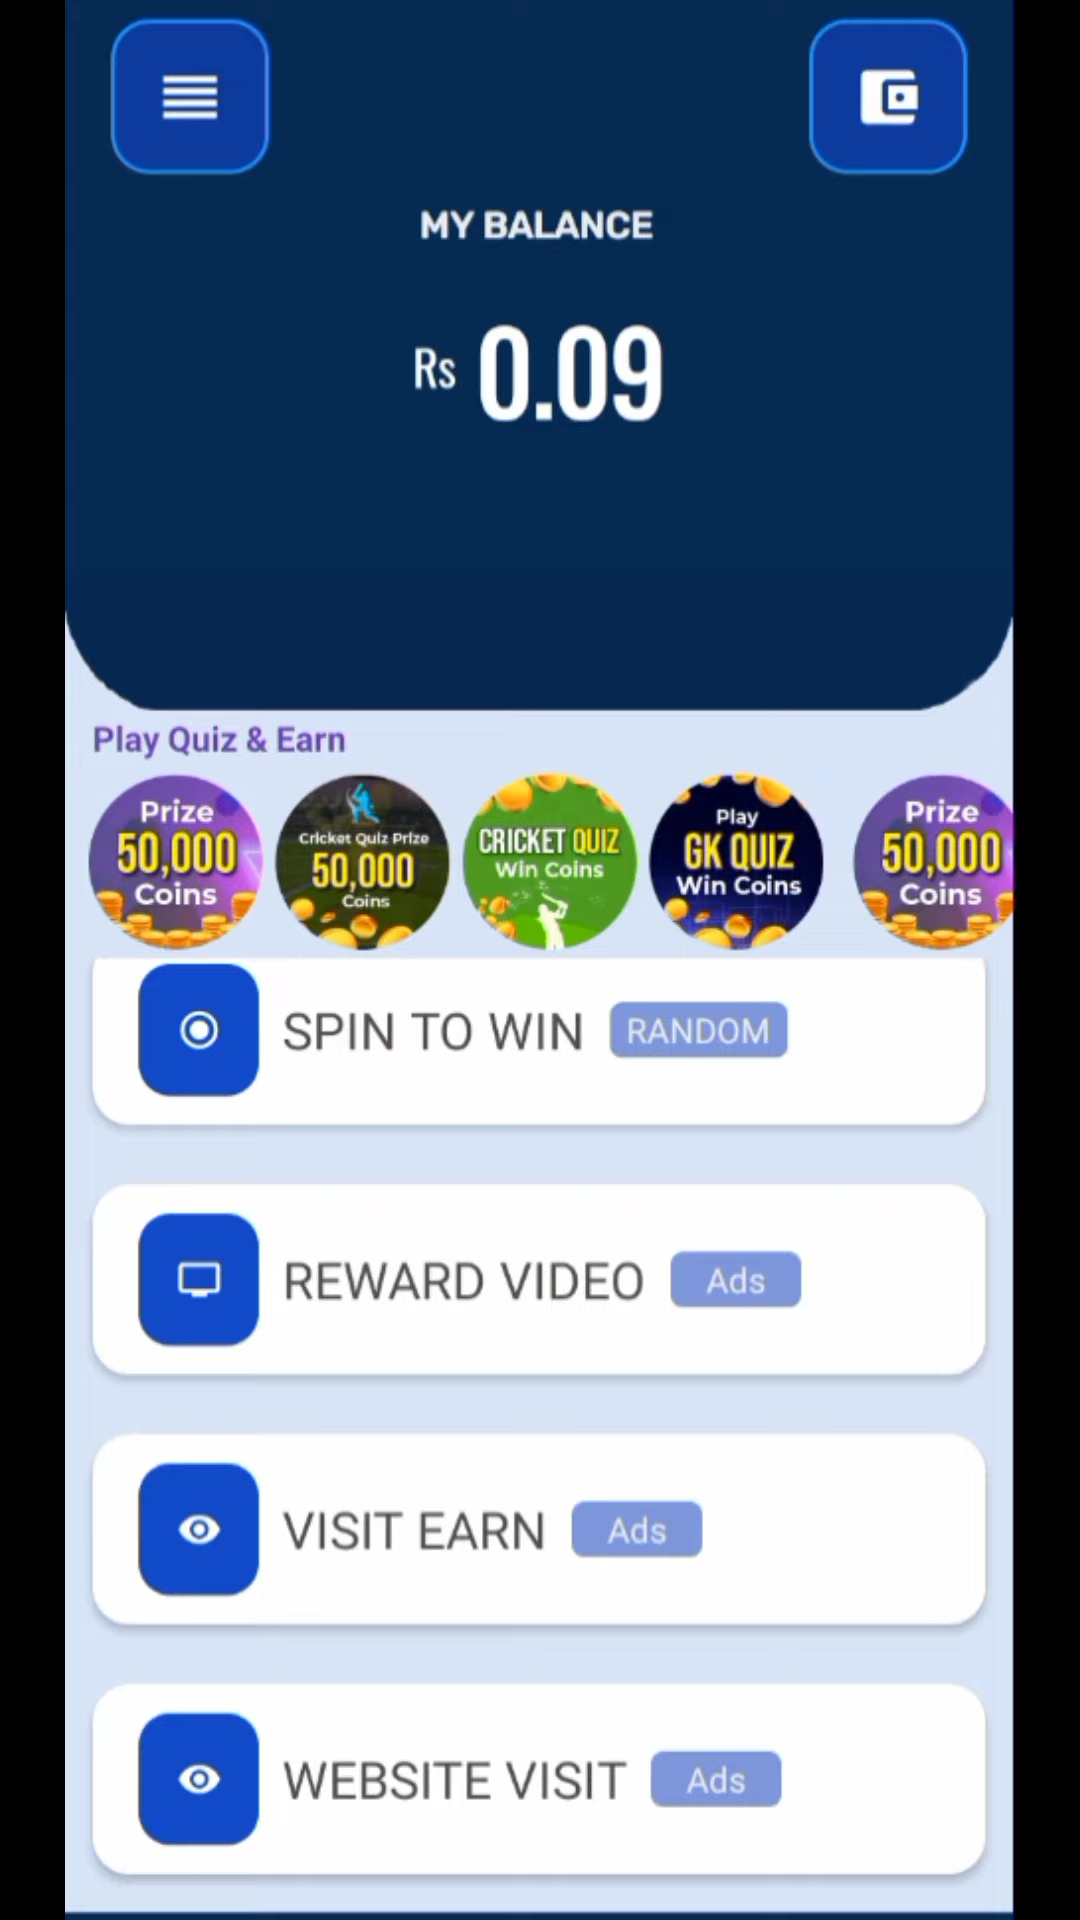 MY BALANCE
Rs 0.09
Play Quiz & Earn
Prize
50,000
Coins
Cricket Quiz Prize
50,000
Coins
CRICKET QUIZ
Win Coins
Play
GK QUIZ
Win Coins
Prize
50,000
Coins
SPIN TO WIN RANDOM
REWARD VIDEO Ads
VISIT EARN Ads
WEBSITE VISIT Ads